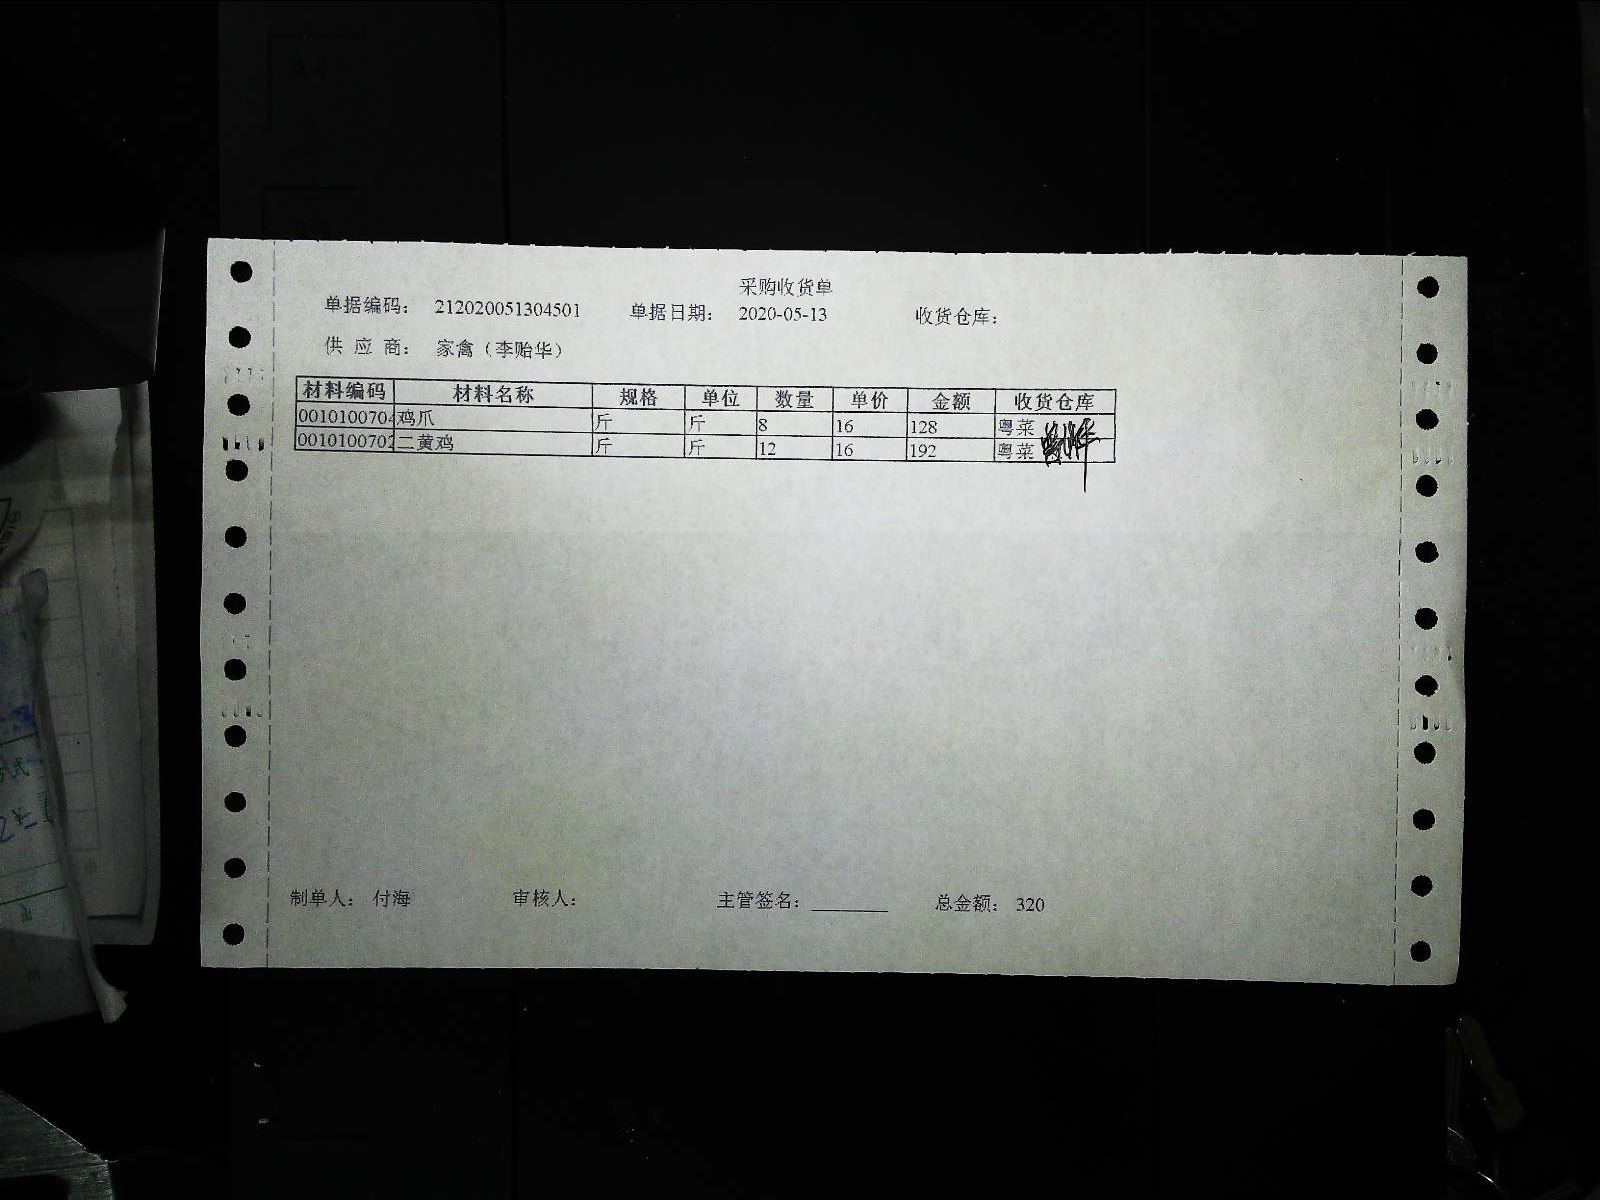 采购收货单
单据编码： 212020051304501 单据日期： 2020-05-13 收货仓库：
供 应 商： 家禽（李贻华）
材料编码 材料名称 规格 单位 数量 单价 金额 收货仓库
0010100704 鸡爪 斤 斤 8 16 128 粤菜
0010100702 二黄鸡 斤 斤 12 16 192 粤菜
制单人： 付海 审核人： 主管签名： 总金额： 320